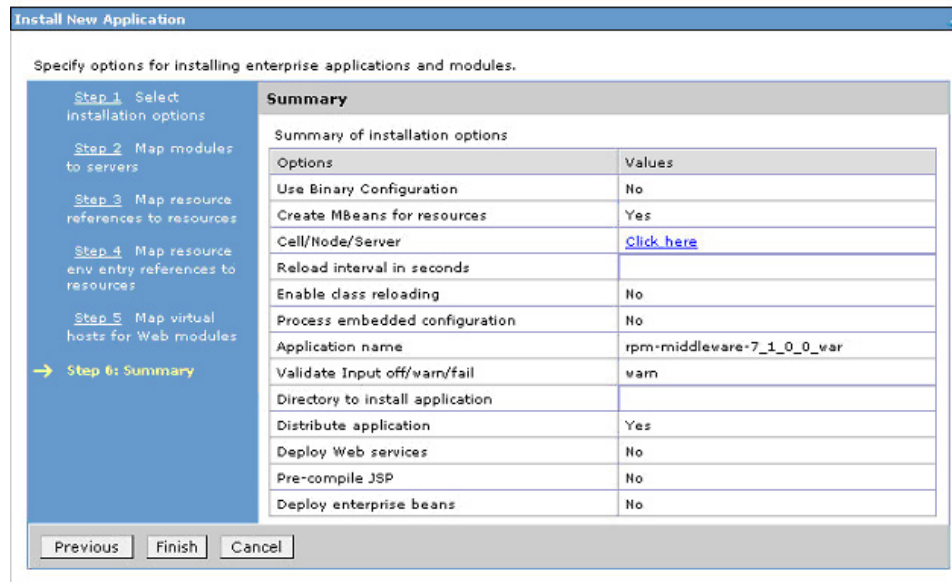 Install New Application
Specify options for installing enterprise applications and modules.
Step 1 Select
installation options
Step 2 Map modules
to servers
Step 3 Map resource
references to resources
Step 4 Map resource
env entry references to
resources
Step 5 Map virtual
hosts for Web modules
Step 6: Summary
Summary
Summary of installation options
Options Values
Use Binary Configuration No
Create MBeans for resources Yes
Cell/Node/Server Click here
Reload interval in seconds
Enable class reloading No
Process embedded configuration No
Application name rpm-middleware-7_1_0_0_war
Validate Input off/warn/fail warn
Directory to install application
Distribute application Yes
Deploy Web services No
Pre-compile JSP No
Deploy enterprise beans No
Previous Finish Cancel